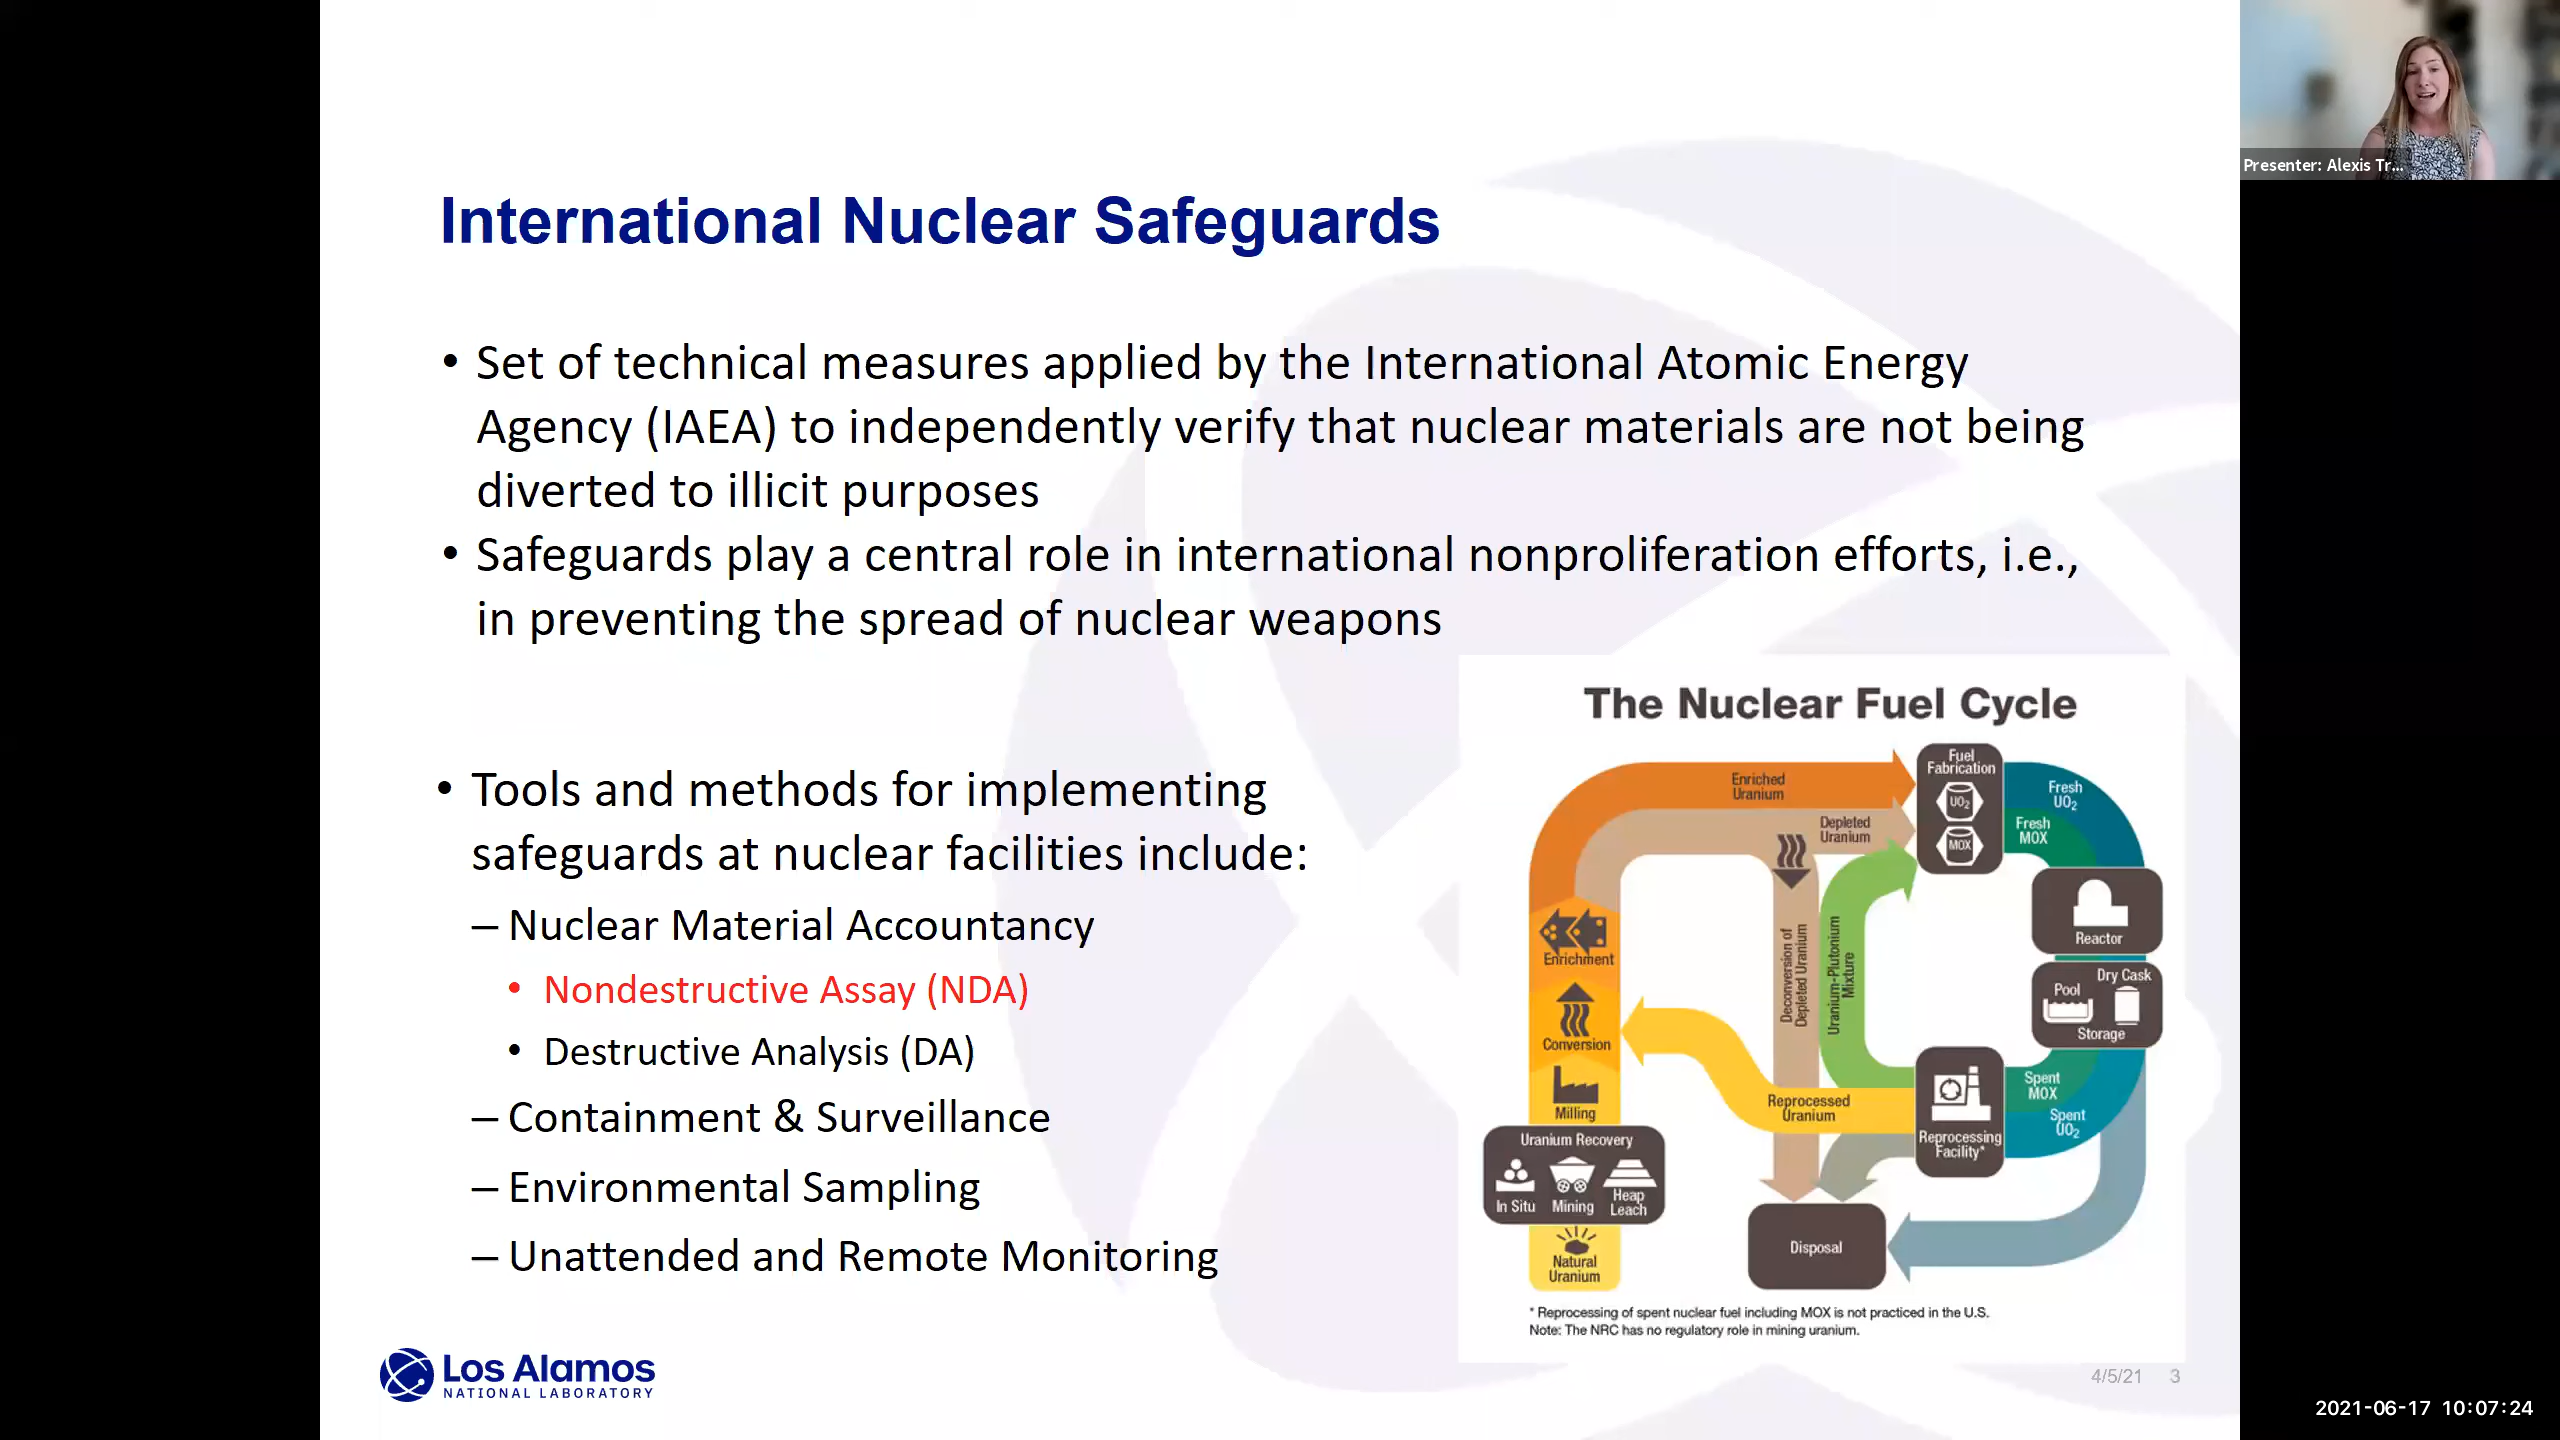 Presenter: Alexis Tr...
International Nuclear Safeguards
• Set of technical measures applied by the International Atomic Energy
Agency (IAEA) to independently verify that nuclear materials are not being
diverted to illicit purposes
• Safeguards play a central role in international nonproliferation efforts, i.e.,
in preventing the spread of nuclear weapons
• Tools and methods for implementing
safeguards at nuclear facilities include:
– Nuclear Material Accountancy
• Nondestructive Assay (NDA)
• Destructive Analysis (DA)
– Containment & Surveillance
– Environmental Sampling
– Unattended and Remote Monitoring
The Nuclear Fuel Cycle
Enriched
Uranium
Depleted
Uranium
Fuel
Fabrication
UO2
MOX
Fresh
UO2
Fresh
MOX
Reactor
Dry Cask
Pool
Storage
Enrichment
Conversion
Milling
Deconversion of
Depleted Uranium
Uranium-Plutonium
Mixture
Reprocessed
Uranium
Reprocessing
Facility*
Spent
MOX
Spent
UO2
Uranium Recovery
In Situ
Mining
Heap
Leach
Natural
Uranium
Disposal
* Reprocessing of spent nuclear fuel including MOX is not practiced in the U.S.
Note: The NRC has no regulatory role in mining uranium.
Los Alamos
NATIONAL LABORATORY
4/5/21 3
2021-06-17 10:07:24